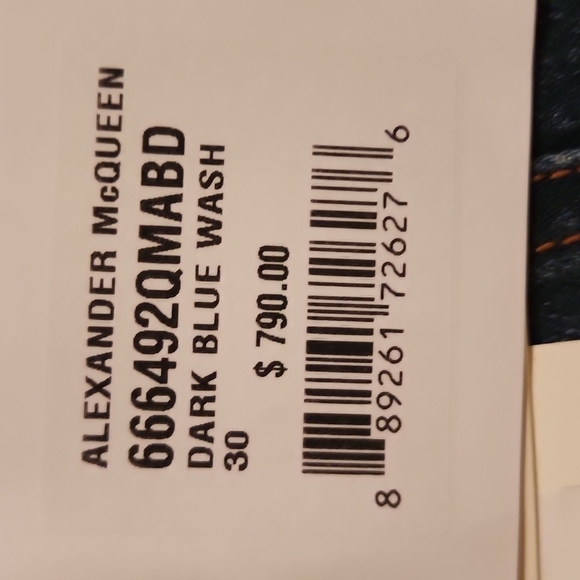 ALEXANDER McQUEEN
666492QMABD
DARK BLUE WASH
30
$ 790.00
8 89261 72627 6